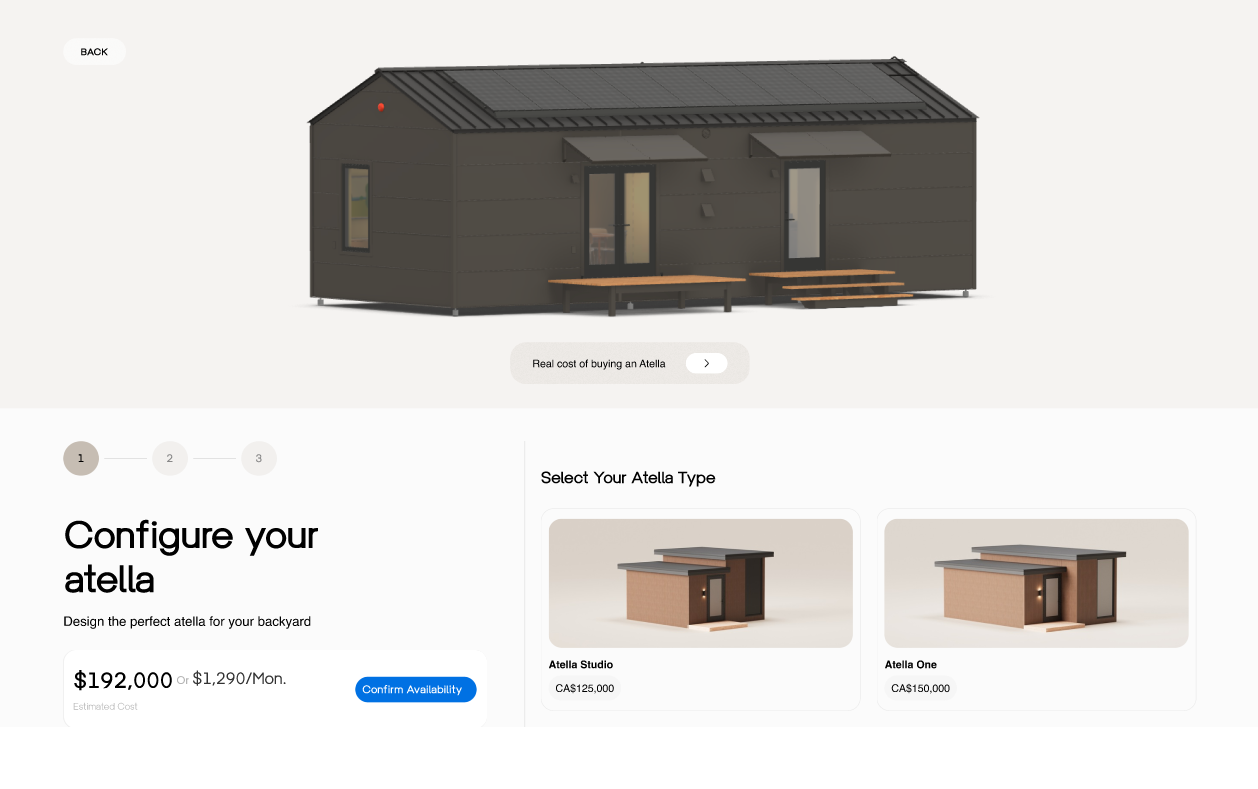 BACK
Real cost of buying an Atella
1
2
3
Configure your
atella
Design the perfect atella for your backyard
$192,000 Or $1,290/Mon.
Estimated Cost
Confirm Availability
Select Your Atella Type
Atella Studio
CA$125,000
Atella One
CA$150,000